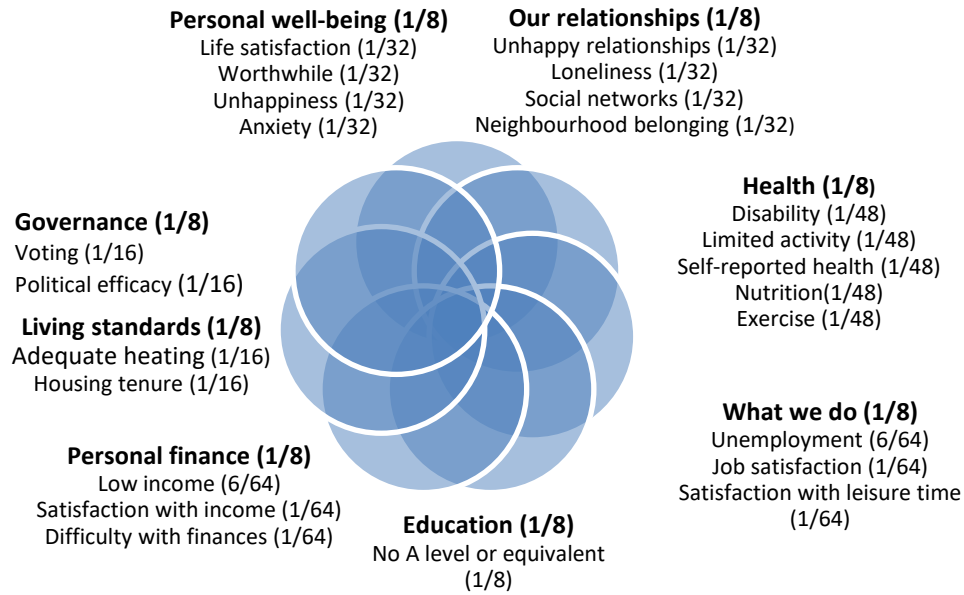 Personal well-being (1/8)
Life satisfaction (1/32)
Worthwhile (1/32)
Unhappiness (1/32)
Anxiety (1/32)
Our relationships (1/8)
Unhappy relationships (1/32)
Loneliness (1/32)
Social networks (1/32)
Neighbourhood belonging (1/32)
Health (1/8)
Disability (1/48)
Limited activity (1/48)
Self-reported health (1/48)
Nutrition(1/48)
Exercise (1/48)
What we do (1/8)
Unemployment (6/64)
Job satisfaction (1/64)
Satisfaction with leisure time
(1/64)
Education (1/8)
No A level or equivalent
(1/8)
Personal finance (1/8)
Low income (6/64)
Satisfaction with income (1/64)
Difficulty with finances (1/64)
Living standards (1/8)
Adequate heating (1/16)
Housing tenure (1/16)
Governance (1/8)
Voting (1/16)
Political efficacy (1/16)